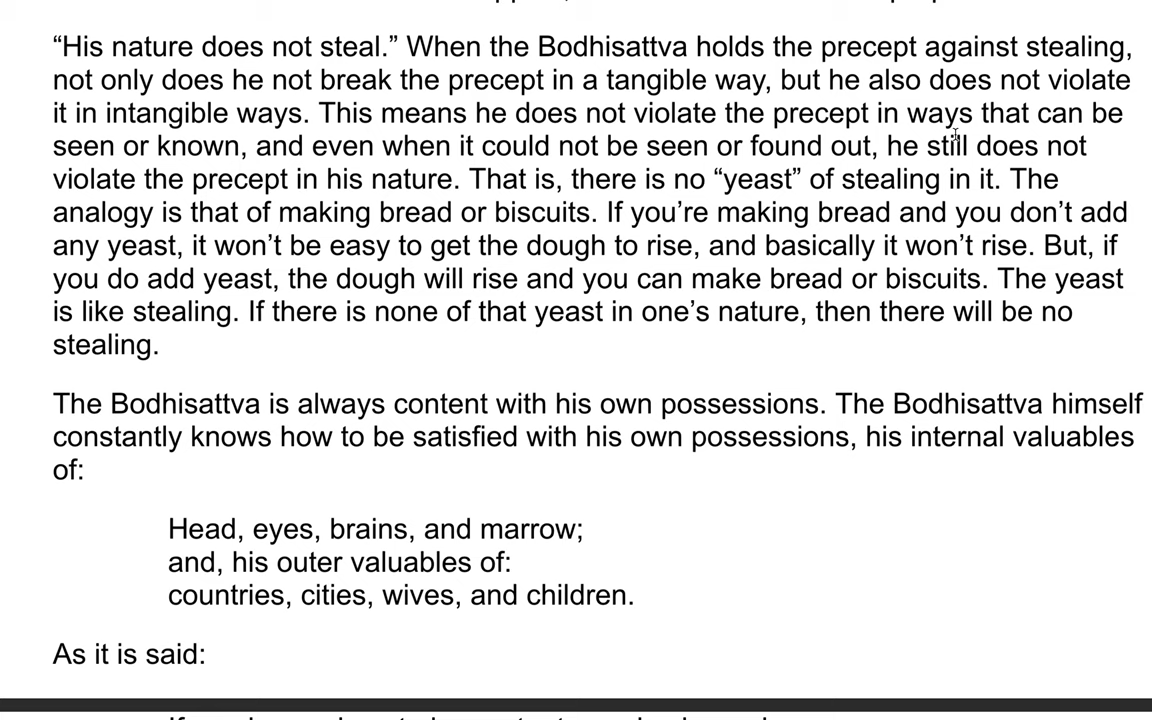 “His nature does not steal.” When the Bodhisattva holds the precept against stealing,
not only does he not break the precept in a tangible way, but he also does not violate
it in intangible ways. This means he does not violate the precept in ways that can be
seen or known, and even when it could not be seen or found out, he still does not
violate the precept in his nature. That is, there is no “yeast” of stealing in it. The
analogy is that of making bread or biscuits. If you’re making bread and you don’t add
any yeast, it won’t be easy to get the dough to rise, and basically it won’t rise. But, if
you do add yeast, the dough will rise and you can make bread or biscuits. The yeast
is like stealing. If there is none of that yeast in one’s nature, then there will be no
stealing.
The Bodhisattva is always content with his own possessions. The Bodhisattva himself
constantly knows how to be satisfied with his own possessions, his internal valuables
of:
Head, eyes, brains, and marrow;
and, his outer valuables of:
countries, cities, wives, and children.
As it is said: